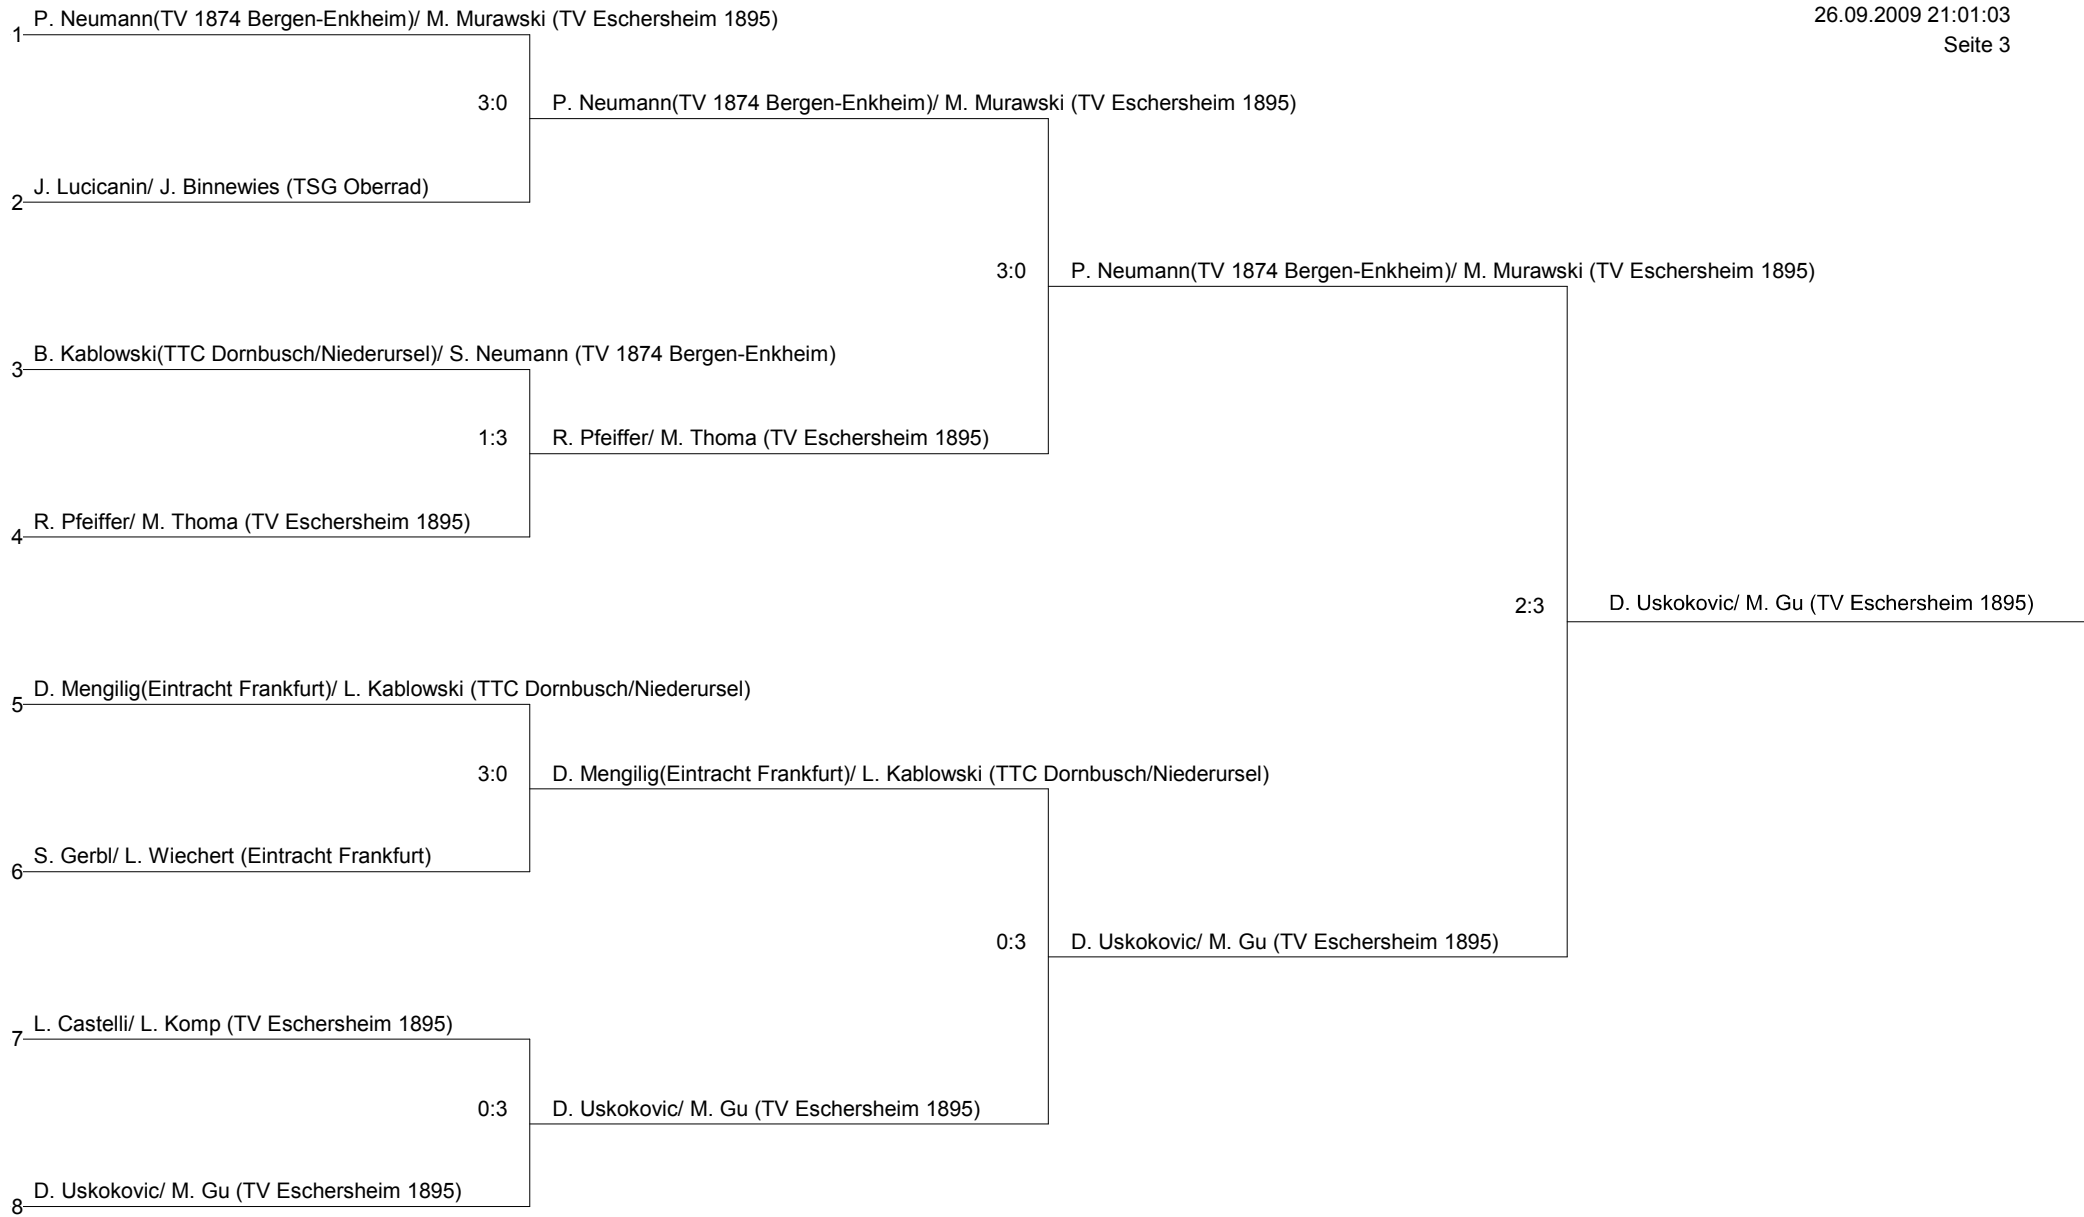 26.09.2009 21:01:03
Seite 3
1 P. Neumann(TV 1874 Bergen-Enkheim)/ M. Murawski (TV Eschersheim 1895)
3:0 P. Neumann(TV 1874 Bergen-Enkheim)/ M. Murawski (TV Eschersheim 1895)
2 J. Lucicanin/ J. Binnewies (TSG Oberrad)
3:0 P. Neumann(TV 1874 Bergen-Enkheim)/ M. Murawski (TV Eschersheim 1895)
3 B. Kablowski(TTC Dornbusch/Niederursel)/ S. Neumann (TV 1874 Bergen-Enkheim)
1:3 R. Pfeiffer/ M. Thoma (TV Eschersheim 1895)
4 R. Pfeiffer/ M. Thoma (TV Eschersheim 1895)
2:3 D. Uskokovic/ M. Gu (TV Eschersheim 1895)
5 D. Mengilig(Eintracht Frankfurt)/ L. Kablowski (TTC Dornbusch/Niederursel)
3:0 D. Mengilig(Eintracht Frankfurt)/ L. Kablowski (TTC Dornbusch/Niederursel)
6 S. Gerbl/ L. Wiechert (Eintracht Frankfurt)
0:3 D. Uskokovic/ M. Gu (TV Eschersheim 1895)
7 L. Castelli/ L. Komp (TV Eschersheim 1895)
0:3 D. Uskokovic/ M. Gu (TV Eschersheim 1895)
8 D. Uskokovic/ M. Gu (TV Eschersheim 1895)